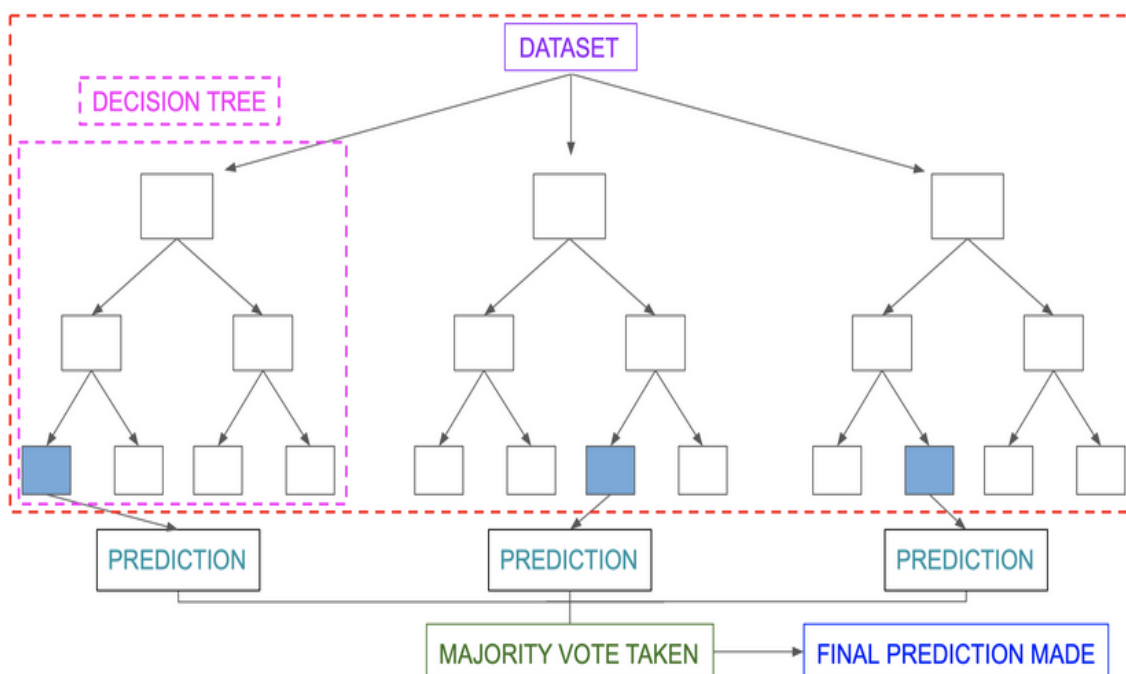 DATASET
DECISION TREE
PREDICTION
PREDICTION
PREDICTION
MAJORITY VOTE TAKEN
FINAL PREDICTION MADE